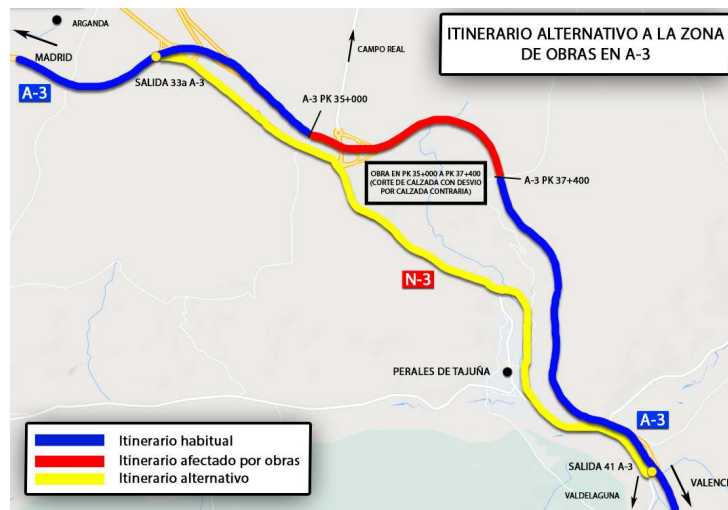 ITINERARIO ALTERNATIVO A LA ZONA
DE OBRAS EN A-3
ARGANDA
MADRID
CAMPO REAL
SALIDA 33a A-3
A-3
A-3 PK 35+000
OBRA EN PK 35+000 A PK 37+400
(CORTE DE CALZADA CON DESVIO
POR CALZADA CONTRARIA)
A-3 PK 37+400
N-3
PERALES DE TAJUÑA
A-3
SALIDA 41 A-3
VALENCI
VALDELAGUNA
Itinerario habitual
Itinerario afectado por obras
Itinerario alternativo